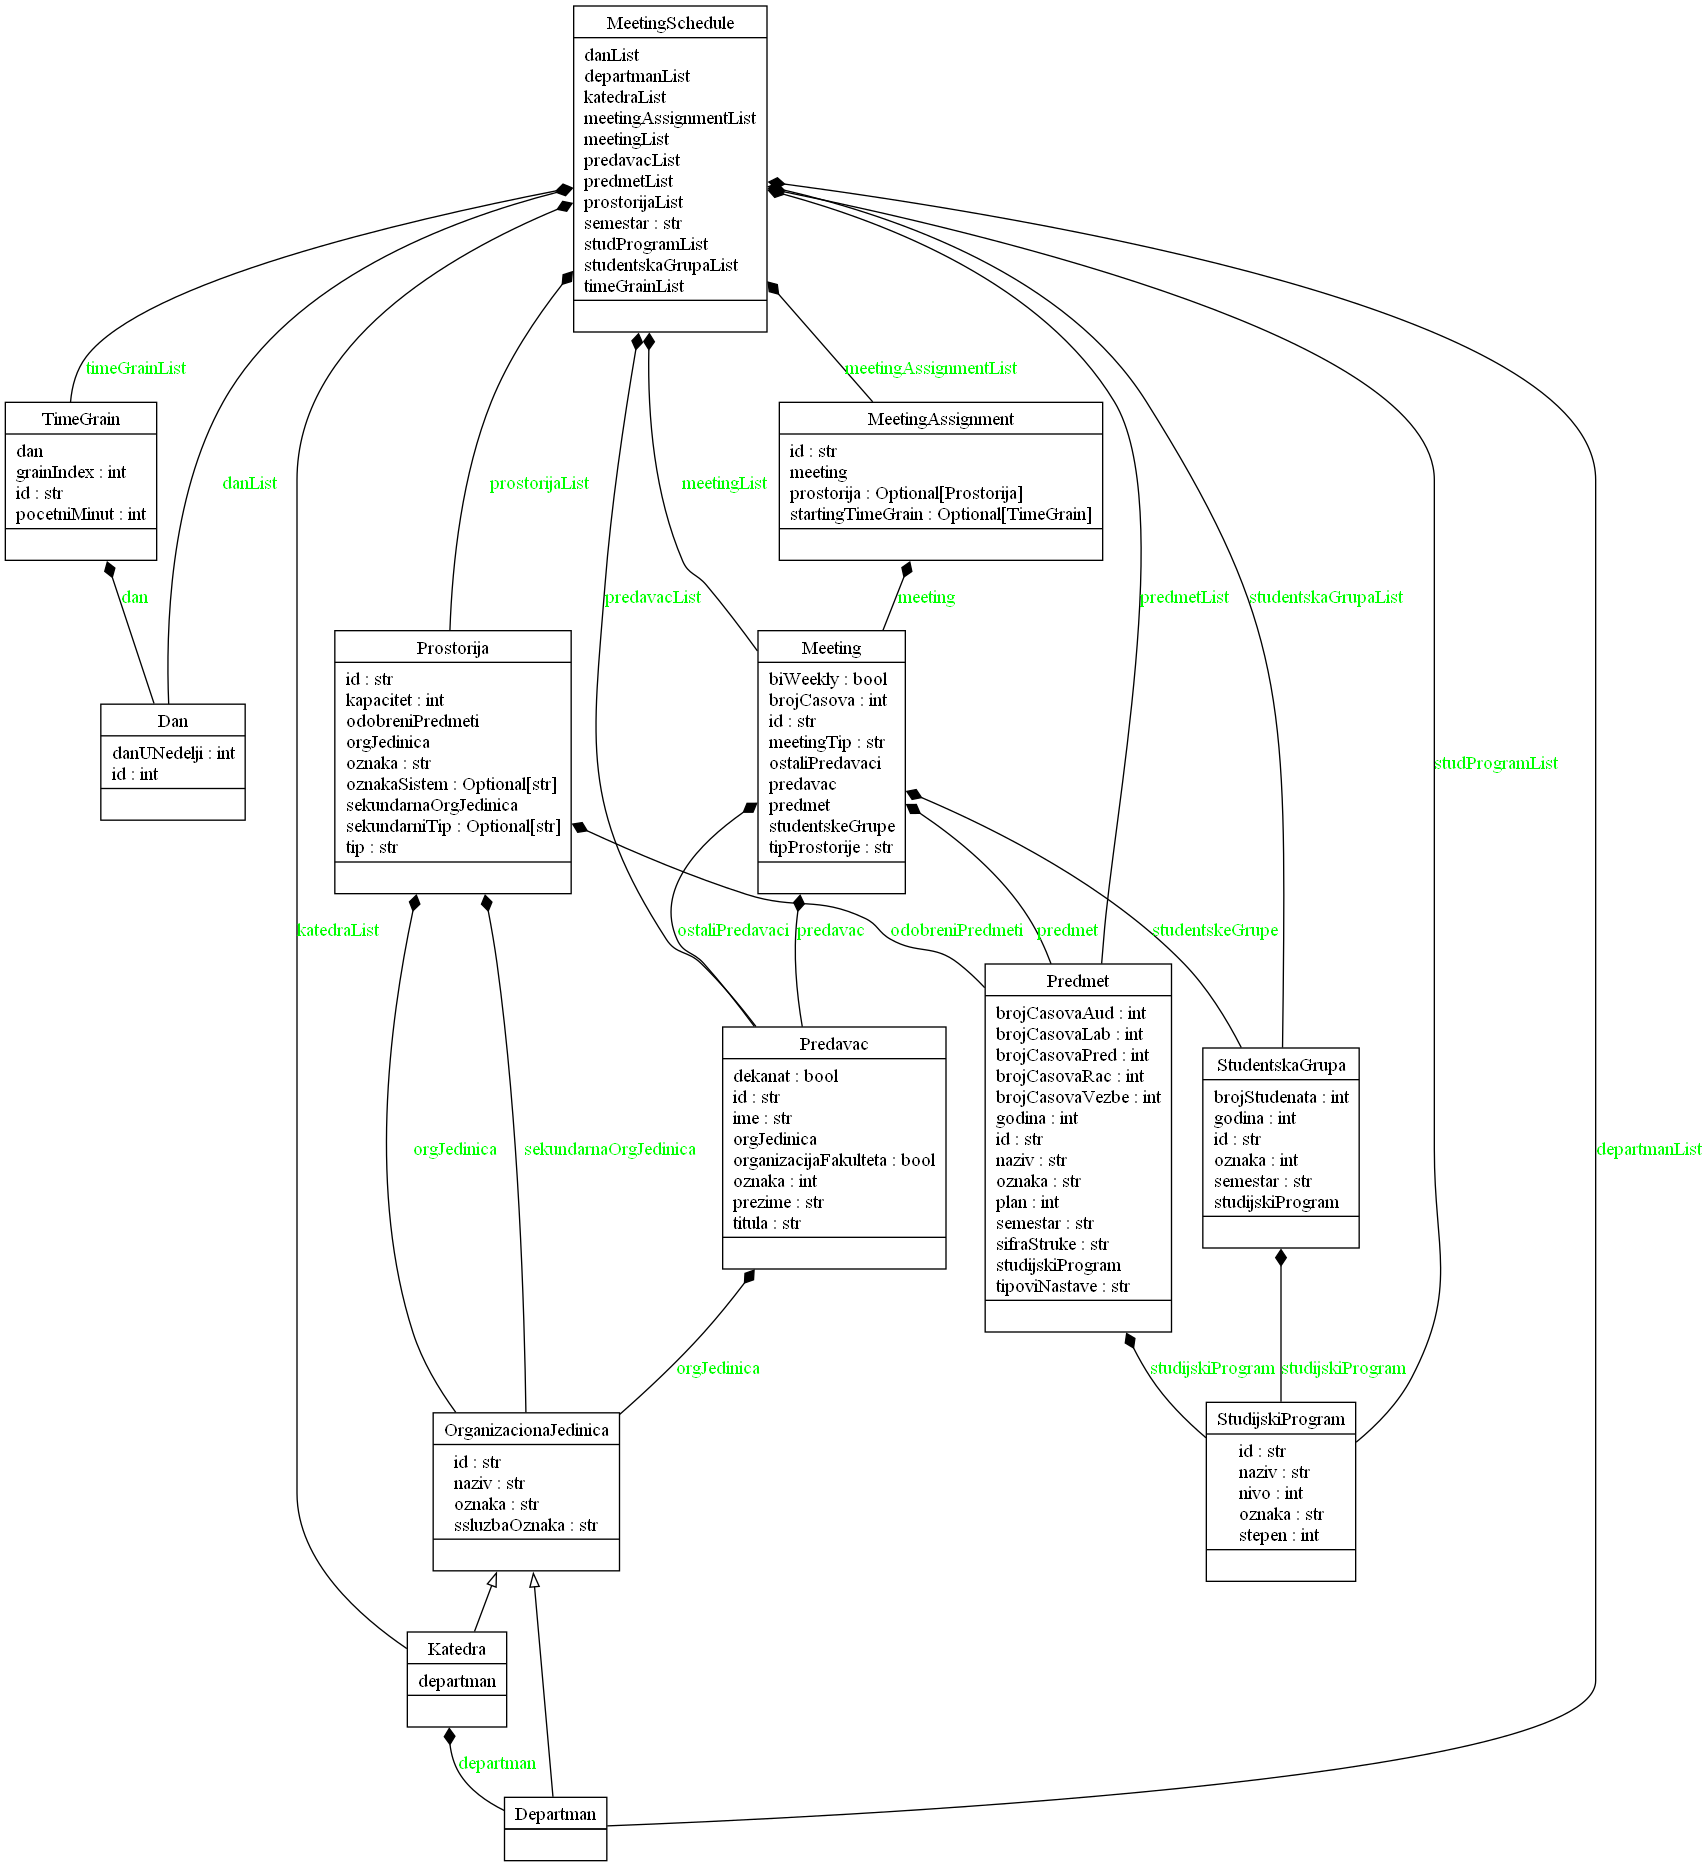 MeetingSchedule
danList
departmanList
katedraList
meetingAssignmentList
meetingList
predavacList
predmetList
prostorijaList
semestar : str
studProgramList
studentskaGrupaList
timeGrainList
timeGrainList
meetingAssignmentList
TimeGrain
dan
grainIndex : int
id : str
pocetniMinut : int
danList
prostorijaList
meetingList
MeetingAssignment
id : str
meeting
prostorija : Optional[Prostorija]
startingTimeGrain : Optional[TimeGrain]
dan
predavacList
meeting
predmetList
studentskaGrupaList
Dan
danUNedelji : int
id : int
Prostorija
id : str
kapacitet : int
odobreniPredmeti
orgJedinica
oznaka : str
oznakaSistem : Optional[str]
sekundarnaOrgJedinica
sekundarniTip : Optional[str]
tip : str
Meeting
biWeekly : bool
brojCasova : int
id : str
meetingTip : str
ostaliPredavaci
predavac
predmet
studentskeGrupe
tipProstorije : str
studProgramList
katedraList
ostaliPredavaci
predavac
odobreniPredmeti
predmet
studentskeGrupe
Predavac
dekanat : bool
id : str
ime : str
orgJedinica
organizacijaFakulteta : bool
oznaka : int
prezime : str
titula : str
Predmet
brojCasovaAud : int
brojCasovaLab : int
brojCasovaPred : int
brojCasovaRac : int
brojCasovaVezbe : int
godina : int
id : str
naziv : str
oznaka : str
plan : int
semestar : str
sifraStruke : str
studijskiProgram
tipoviNastave : str
StudentskaGrupa
brojStudenata : int
godina : int
id : str
oznaka : int
semestar : str
studijskiProgram
orgJedinica
sekundarnaOrgJedinica
departmanList
orgJedinica
studijskiProgram
studijskiProgram
OrganizacionaJedinica
id : str
naziv : str
oznaka : str
ssluzbaOznaka : str
StudijskiProgram
id : str
naziv : str
nivo : int
oznaka : str
stepen : int
Katedra
departman
departman
Departman